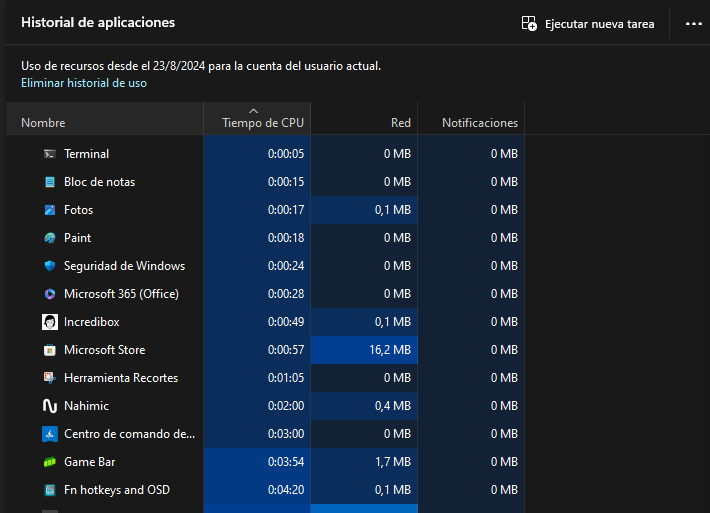 Historial de aplicaciones
Ejecutar nueva tarea
Uso de recursos desde el 23/8/2024 para la cuenta del usuario actual.
Eliminar historial de uso
Nombre Tiempo de CPU Red Notificaciones
Terminal 0:00:05 0 MB 0 MB
Bloc de notas 0:00:15 0 MB 0 MB
Fotos 0:00:17 0,1 MB 0 MB
Paint 0:00:18 0 MB 0 MB
Seguridad de Windows 0:00:24 0 MB 0 MB
Microsoft 365 (Office) 0:00:28 0 MB 0 MB
Incredibox 0:00:49 0,1 MB 0 MB
Microsoft Store 0:00:57 16,2 MB 0 MB
Herramienta Recortes 0:01:05 0 MB 0 MB
Nahimic 0:02:00 0,4 MB 0 MB
Centro de comando de... 0:03:00 0 MB 0 MB
Game Bar 0:03:54 1,7 MB 0 MB
Fn hotkeys and OSD 0:04:20 0,1 MB 0 MB